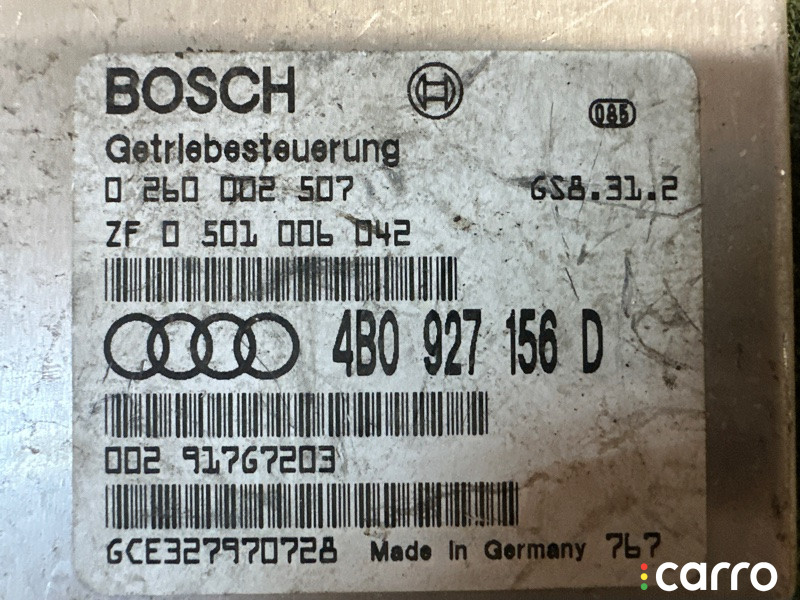 BOSCH
085
Getriebesteuerung
0 260 002 507 GS8.31.2
ZF 0 501 006 042
4B0 927 156 D
002 91767203
GCE327970728 Made in Germany 767
carro